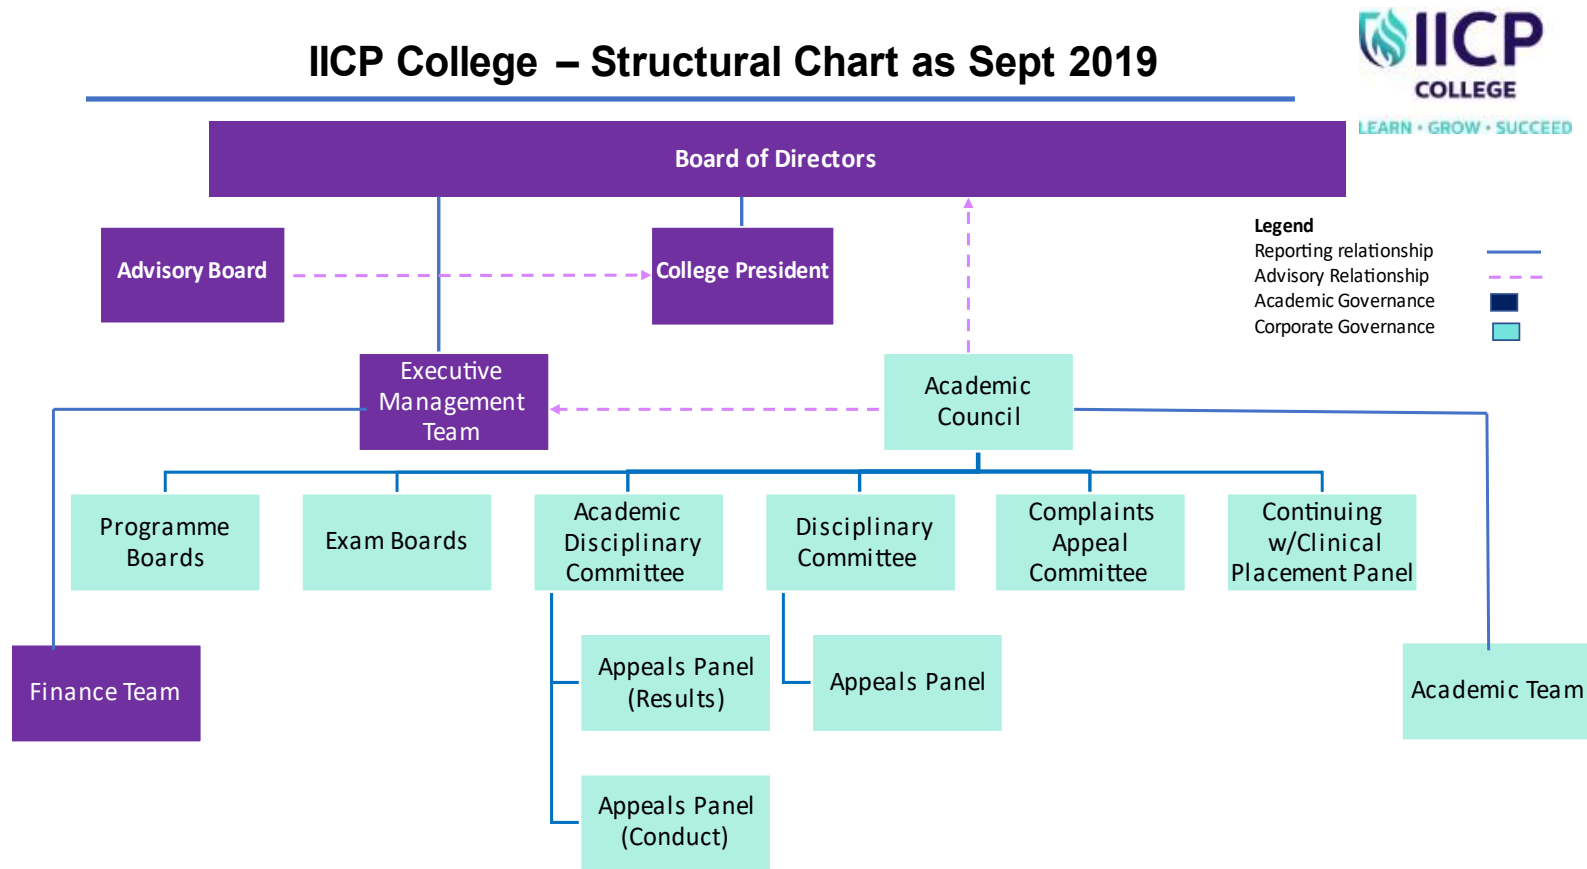 IICP College – Structural Chart as Sept 2019
IICP
COLLEGE
LEARN • GROW • SUCCEED
Board of Directors
Legend
Reporting relationship
Advisory Relationship
Academic Governance
Corporate Governance
Advisory Board
College President
Executive
Management
Team
Academic
Council
Programme
Boards
Exam Boards
Academic
Disciplinary
Committee
Disciplinary
Committee
Complaints
Appeal
Committee
Continuing
w/Clinical
Placement Panel
Finance Team
Appeals Panel
(Results)
Appeals Panel
Academic Team
Appeals Panel
(Conduct)